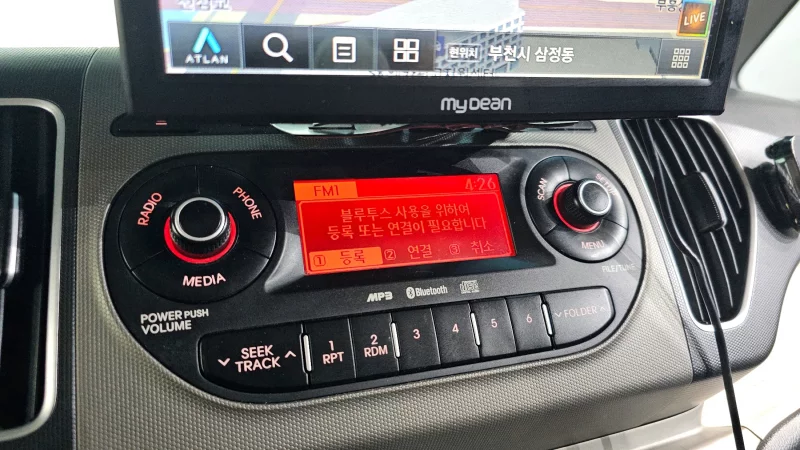 LIVE
ATLAN
현위치 부천시 삼정동
myDean
FM1 4:26
블루투스 사용을 위하여
등록 또는 연결이 필요합니다
1 등록 2 연결 3 취소
RADIO
PHONE
MEDIA
POWER PUSH
VOLUME
SCAN
SETUP
MENU
FILE/TUNE
MP3 Bluetooth
SEEK
TRACK
1
RPT
2
RDM
3
4
5
6
FOLDER